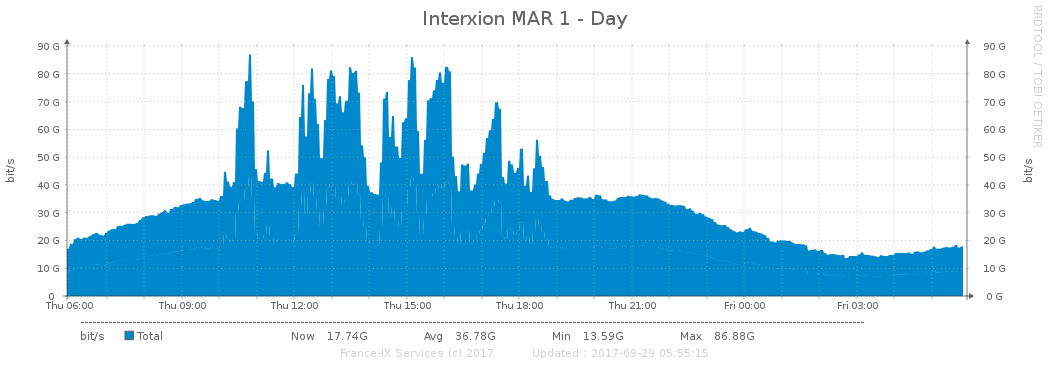 Interxion MAR 1 - Day
RRDTOOL / TOBI OETIKER
bit/s
90 G 90 G
80 G 80 G
70 G 70 G
60 G 60 G
50 G 50 G
40 G 40 G
30 G 30 G
20 G 20 G
10 G 10 G
0 0 G
bit/s
Thu 06:00 Thu 09:00 Thu 12:00 Thu 15:00 Thu 18:00 Thu 21:00 Fri 00:00 Fri 03:00
bit/s Total Now 17.74G Avg 36.78G Min 13.59G Max 86.88G
France-IX Services (c) 2017 Updated : 2017-09-29 05:55:15